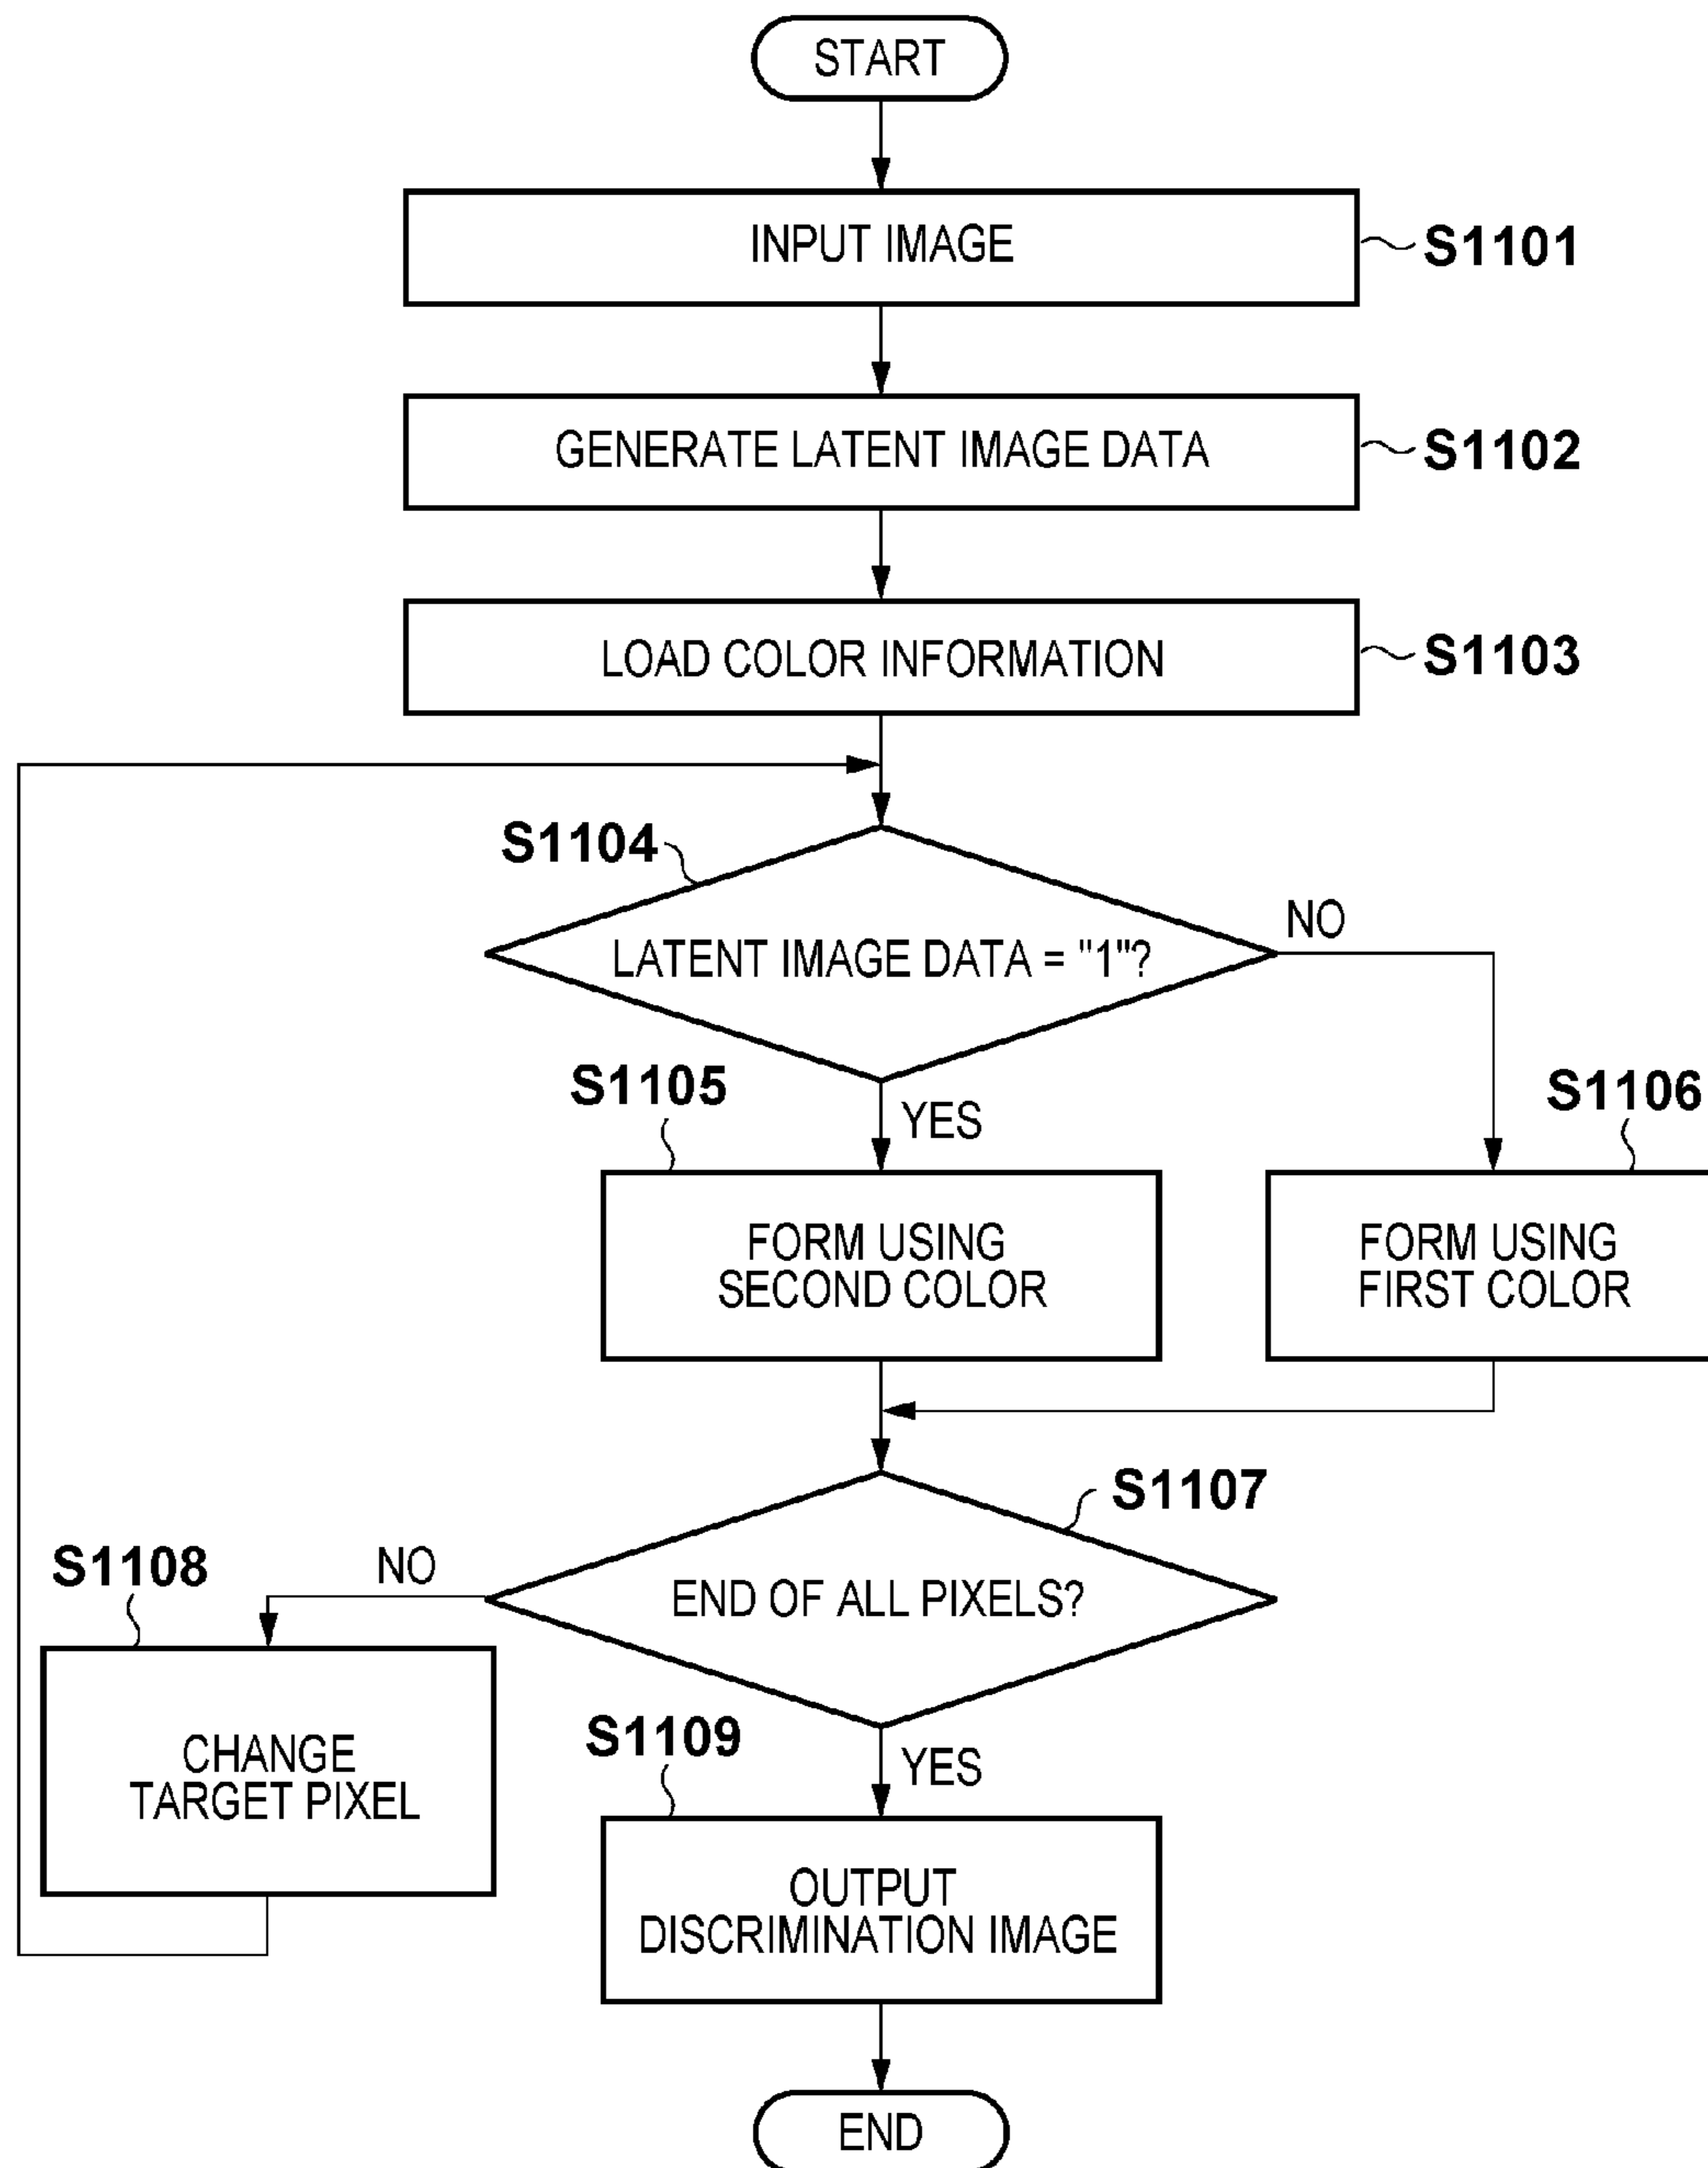 START
INPUT IMAGE
S1101
GENERATE LATENT IMAGE DATA
S1102
LOAD COLOR INFORMATION
S1103
S1104
LATENT IMAGE DATA = "1"?
NO
YES
S1105
FORM USING
SECOND COLOR
S1106
FORM USING
FIRST COLOR
S1107
END OF ALL PIXELS?
NO
S1108
CHANGE
TARGET PIXEL
YES
S1109
OUTPUT
DISCRIMINATION IMAGE
END